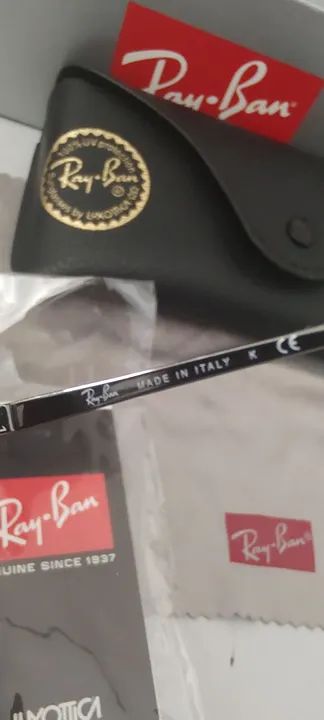 Ray-Ban
100% UV protection
Ray-Ban®
by LUXOTTICA
Ray-Ban MADE IN ITALY K CE
Ray-Ban
UINE SINCE 1937
Ray-Ban®
LUXOTTICA